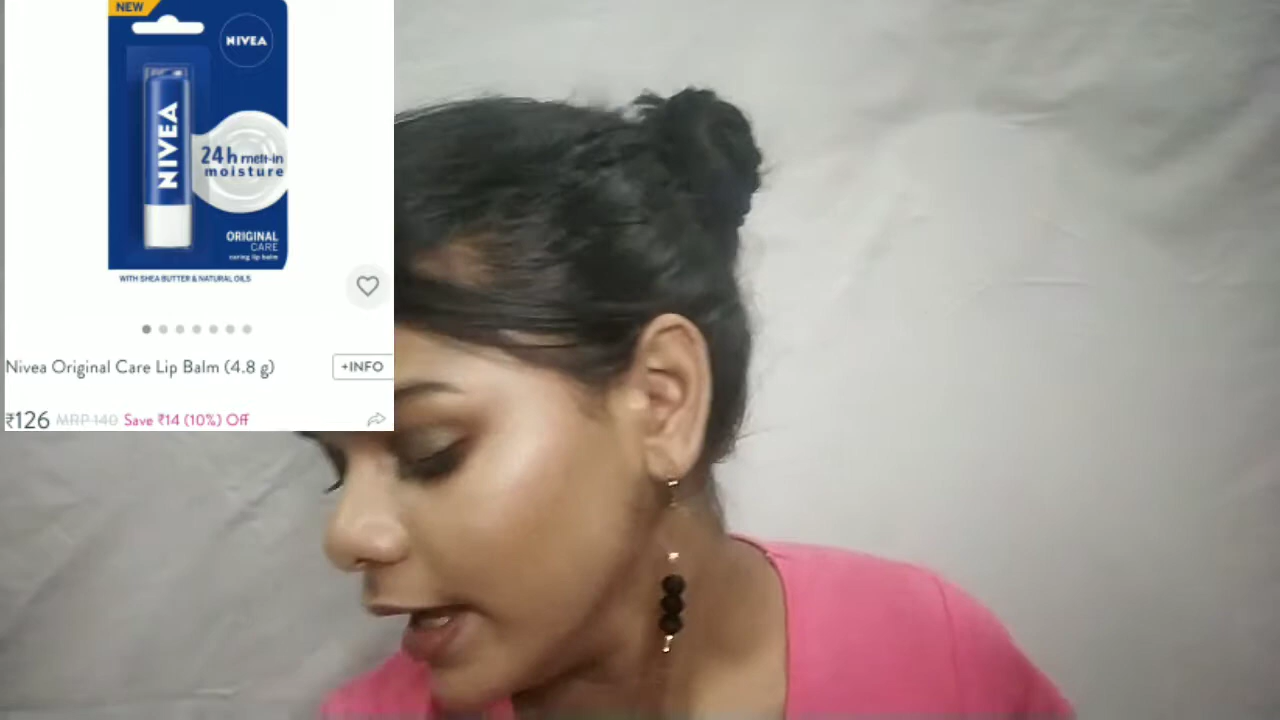 NEW
NIVEA
NIVEA
24h melt-in
moisture
ORIGINAL
CARE
caring lip balm
WITH SHEA BUTTER & NATURAL OILS
Nivea Original Care Lip Balm (4.8 g)
+INFO
₹126 MRP 140 Save ₹14 (10%) Off